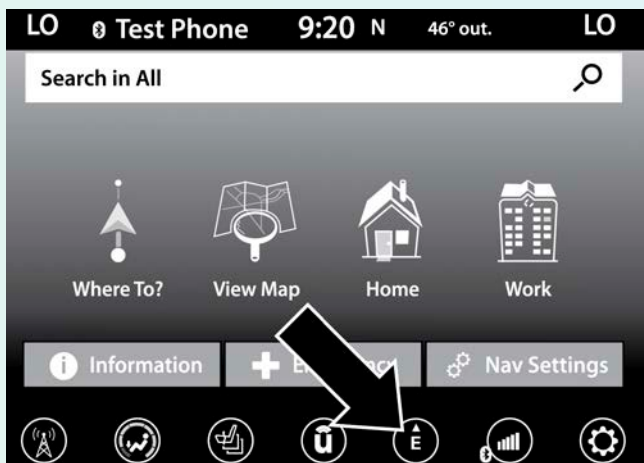 LO Test Phone 9:20 N 46° out. LO
Search in All
Where To? View Map Home Work
Information Nav Settings
û E